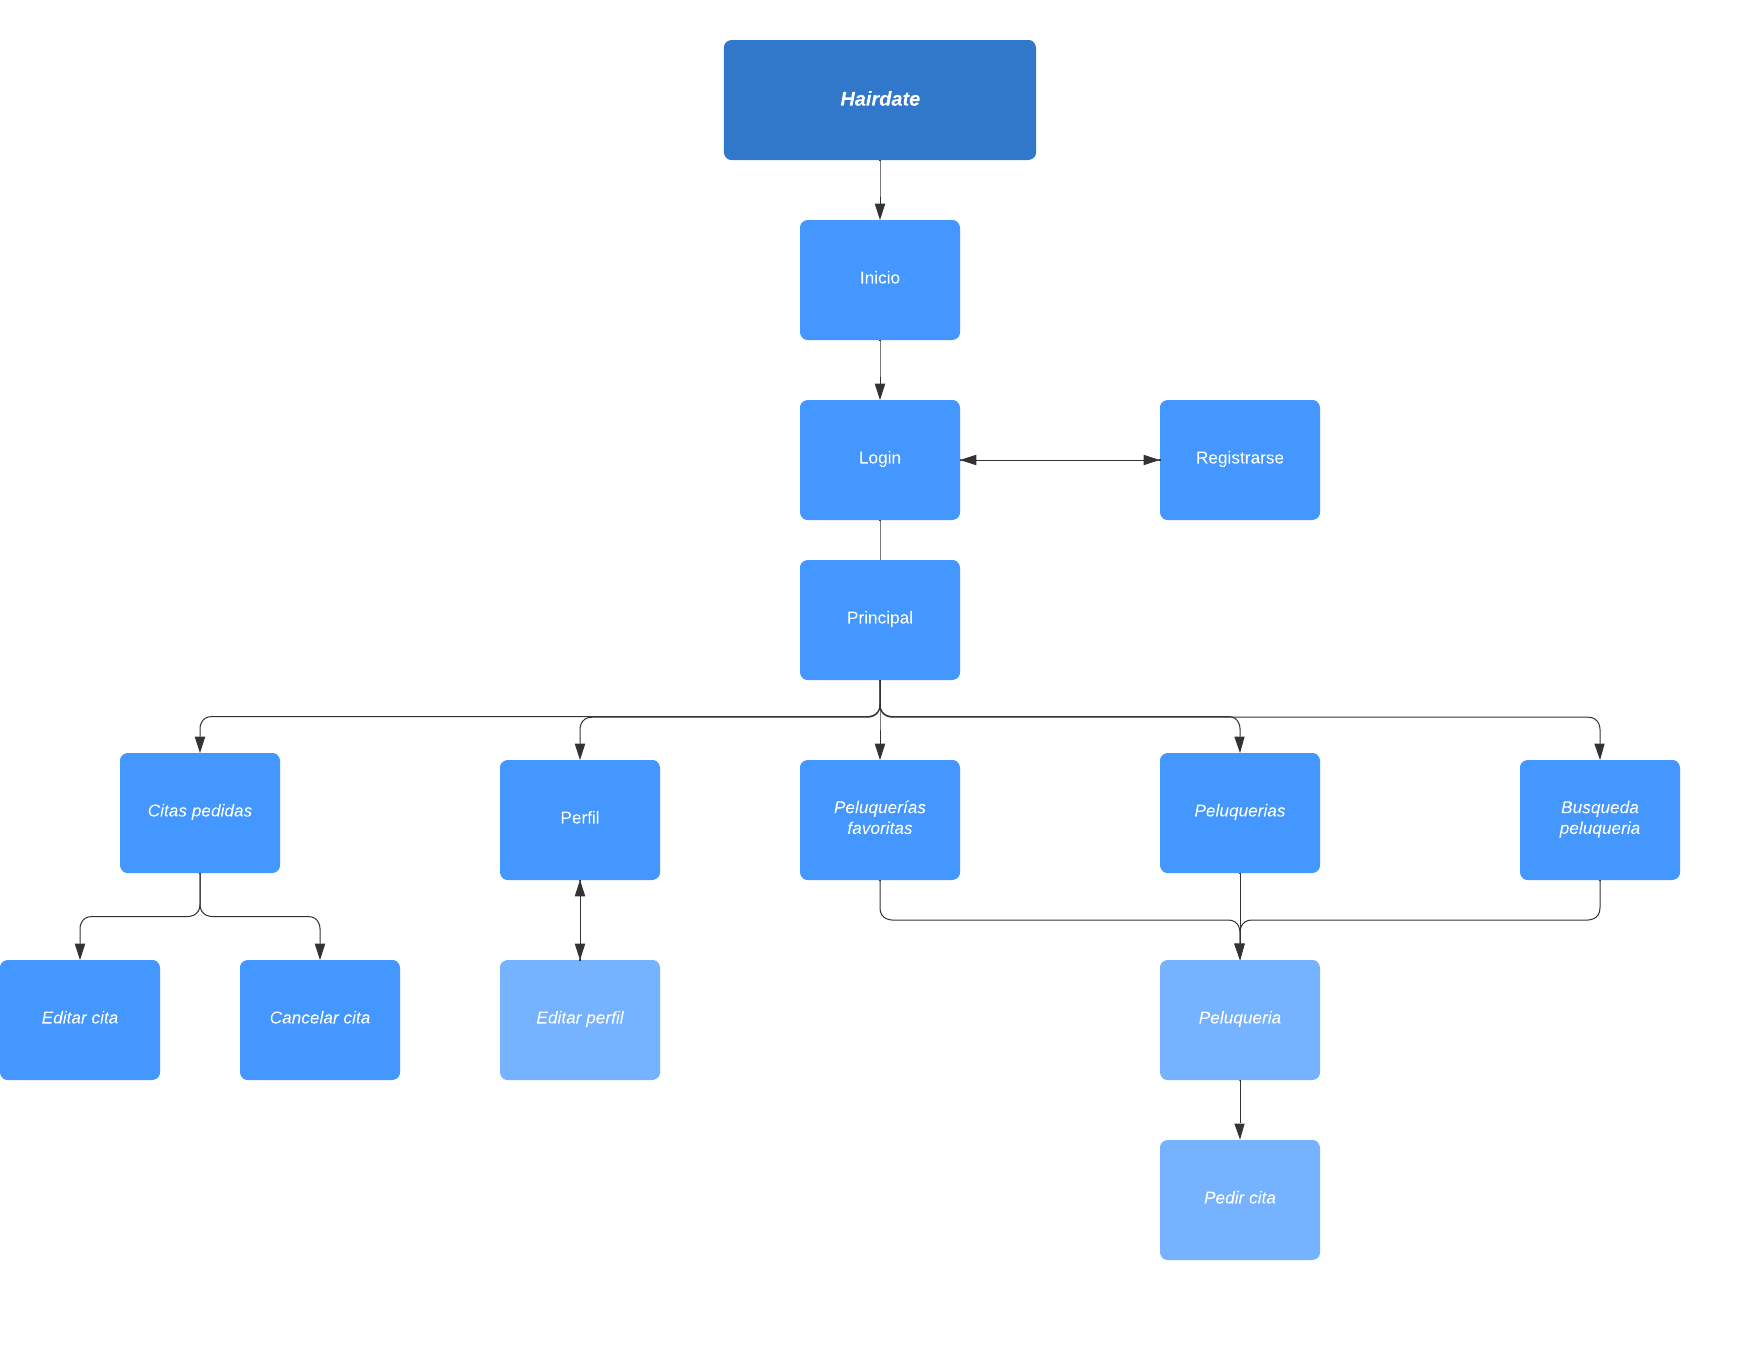 Hairdate
Inicio
Login
Registrarse
Principal
Citas pedidas
Perfil
Peluquerías
favoritas
Peluquerias
Busqueda
peluqueria
Editar cita
Cancelar cita
Editar perfil
Peluqueria
Pedir cita